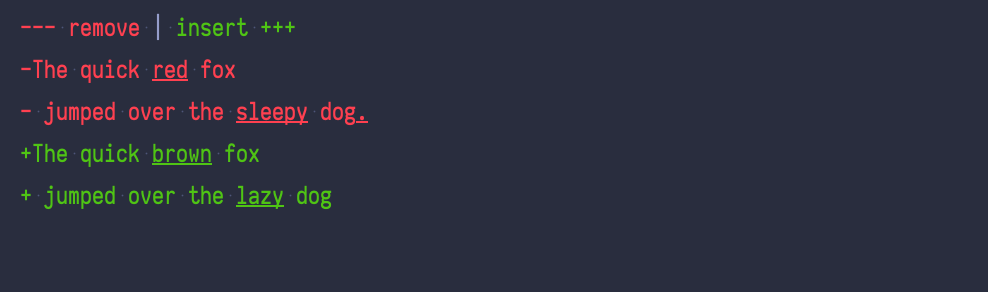 --- remove | insert +++
-The quick red fox
- jumped over the sleepy dog.
+The quick brown fox
+ jumped over the lazy dog